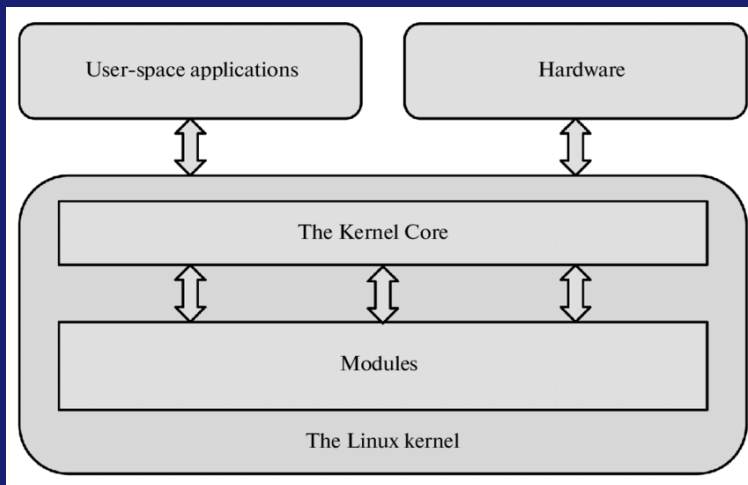 User-space applications
Hardware
The Kernel Core
Modules
The Linux kernel